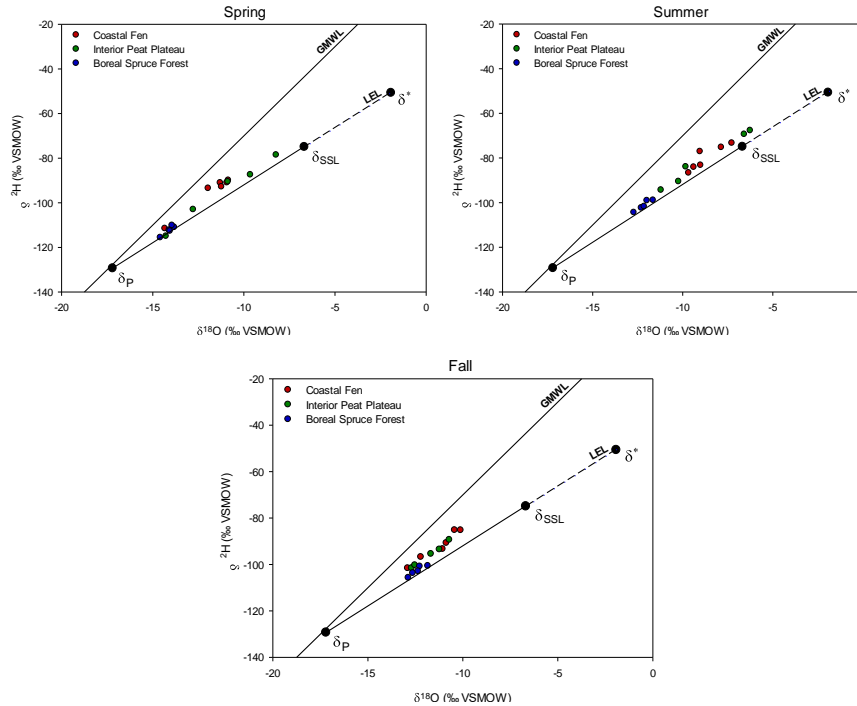 Spring
Coastal Fen
Interior Peat Plateau
Boreal Spruce Forest
GMWL
LEL
δ*
δSSL
δP
-20
-40
-60
-80
-100
-120
-140
-20
-15
-10
-5
0
δ 2H (‰ VSMOW)
δ18O (‰ VSMOW)
Summer
Coastal Fen
Interior Peat Plateau
Boreal Spruce Forest
GMWL
LEL
δ*
δSSL
δP
-20
-40
-60
-80
-100
-120
-140
-20
-15
-10
-5
δ 2H (‰ VSMOW)
δ18O (‰ VSMOW)
Fall
Coastal Fen
Interior Peat Plateau
Boreal Spruce Forest
GMWL
LEL
δ*
δSSL
δP
-20
-40
-60
-80
-100
-120
-140
-20
-15
-10
-5
0
δ 2H (‰ VSMOW)
δ18O (‰ VSMOW)